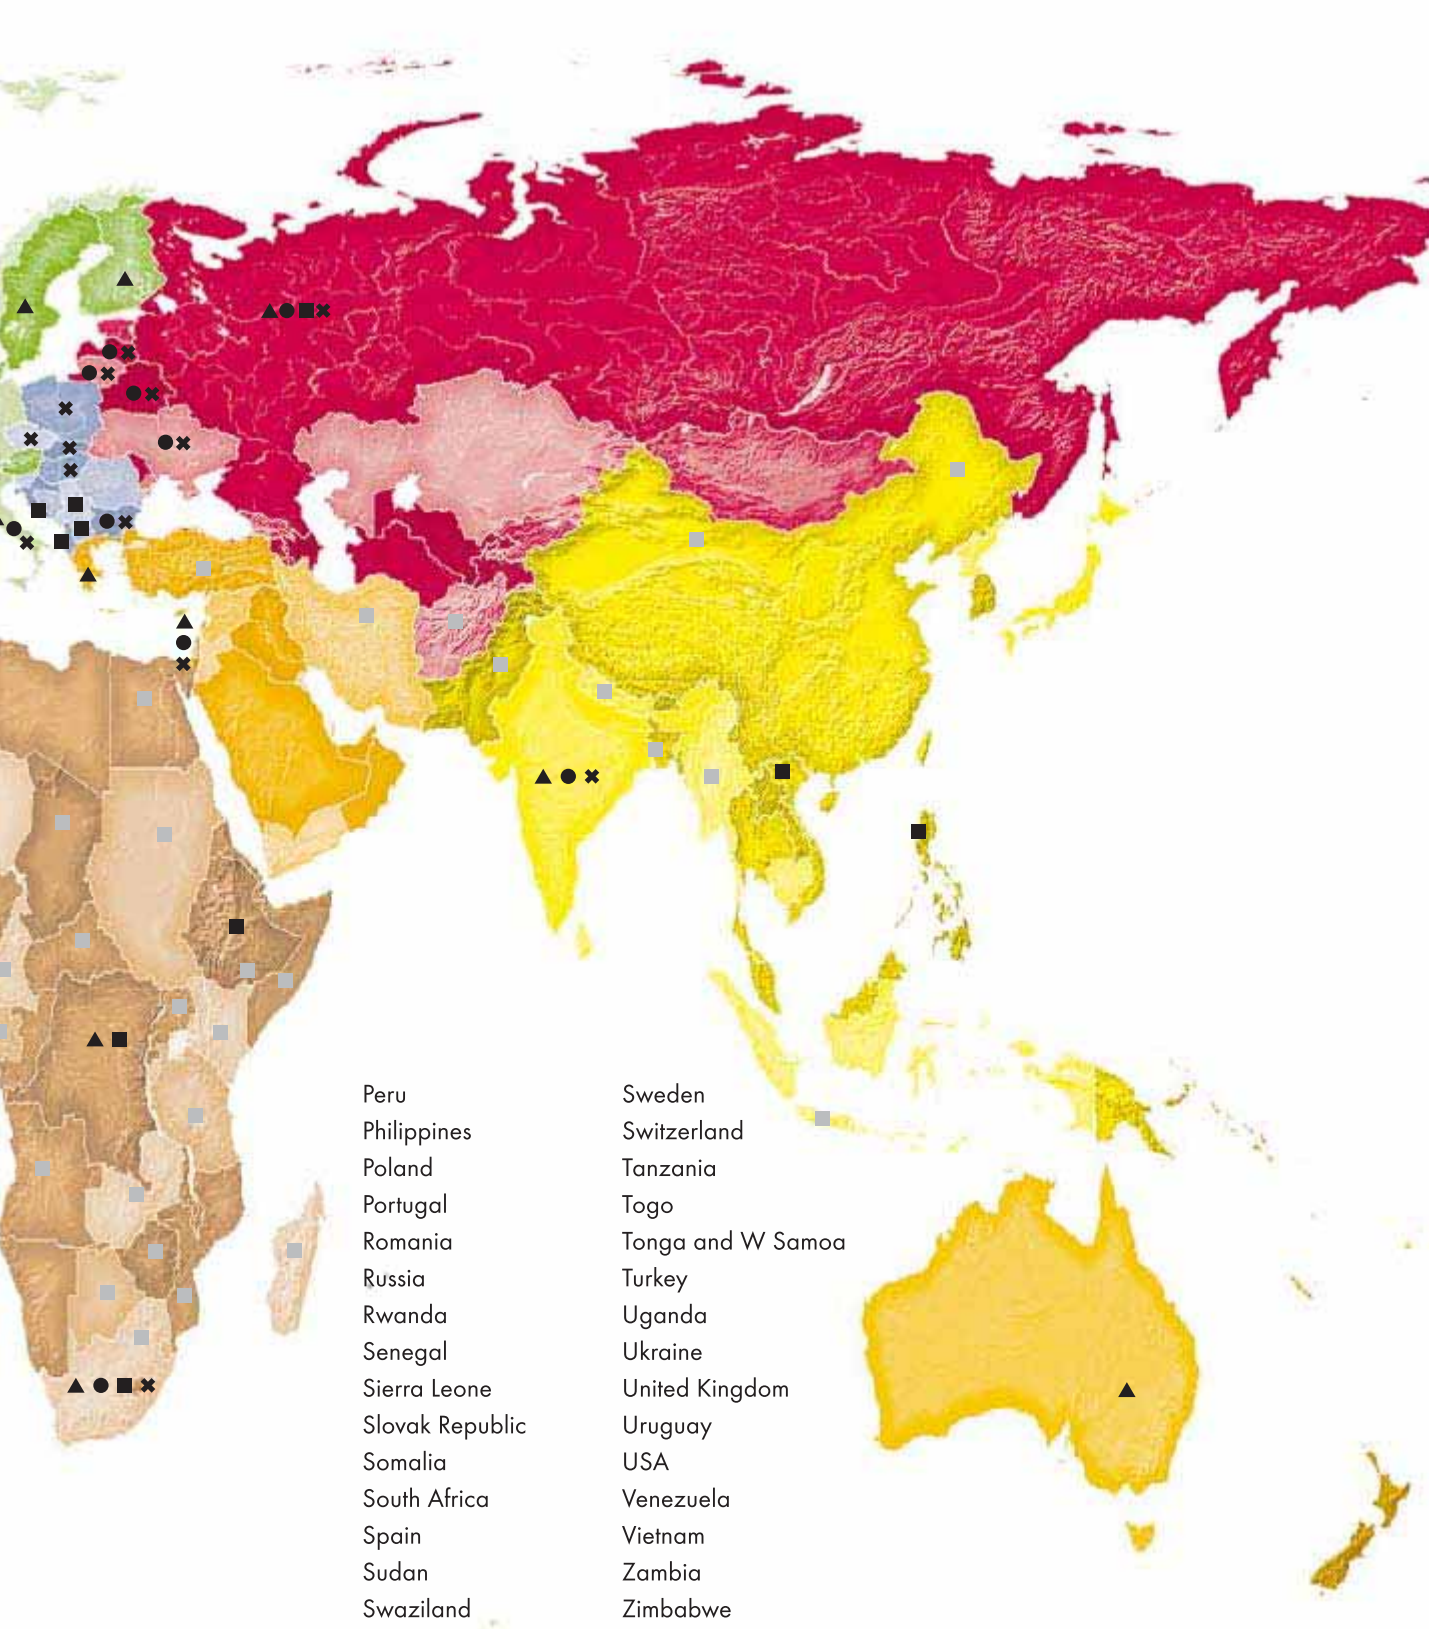 Peru
Philippines
Poland
Portugal
Romania
Russia
Rwanda
Senegal
Sierra Leone
Slovak Republic
Somalia
South Africa
Spain
Sudan
Swaziland
Sweden
Switzerland
Tanzania
Togo
Tonga and W Samoa
Turkey
Uganda
Ukraine
United Kingdom
Uruguay
USA
Venezuela
Vietnam
Zambia
Zimbabwe